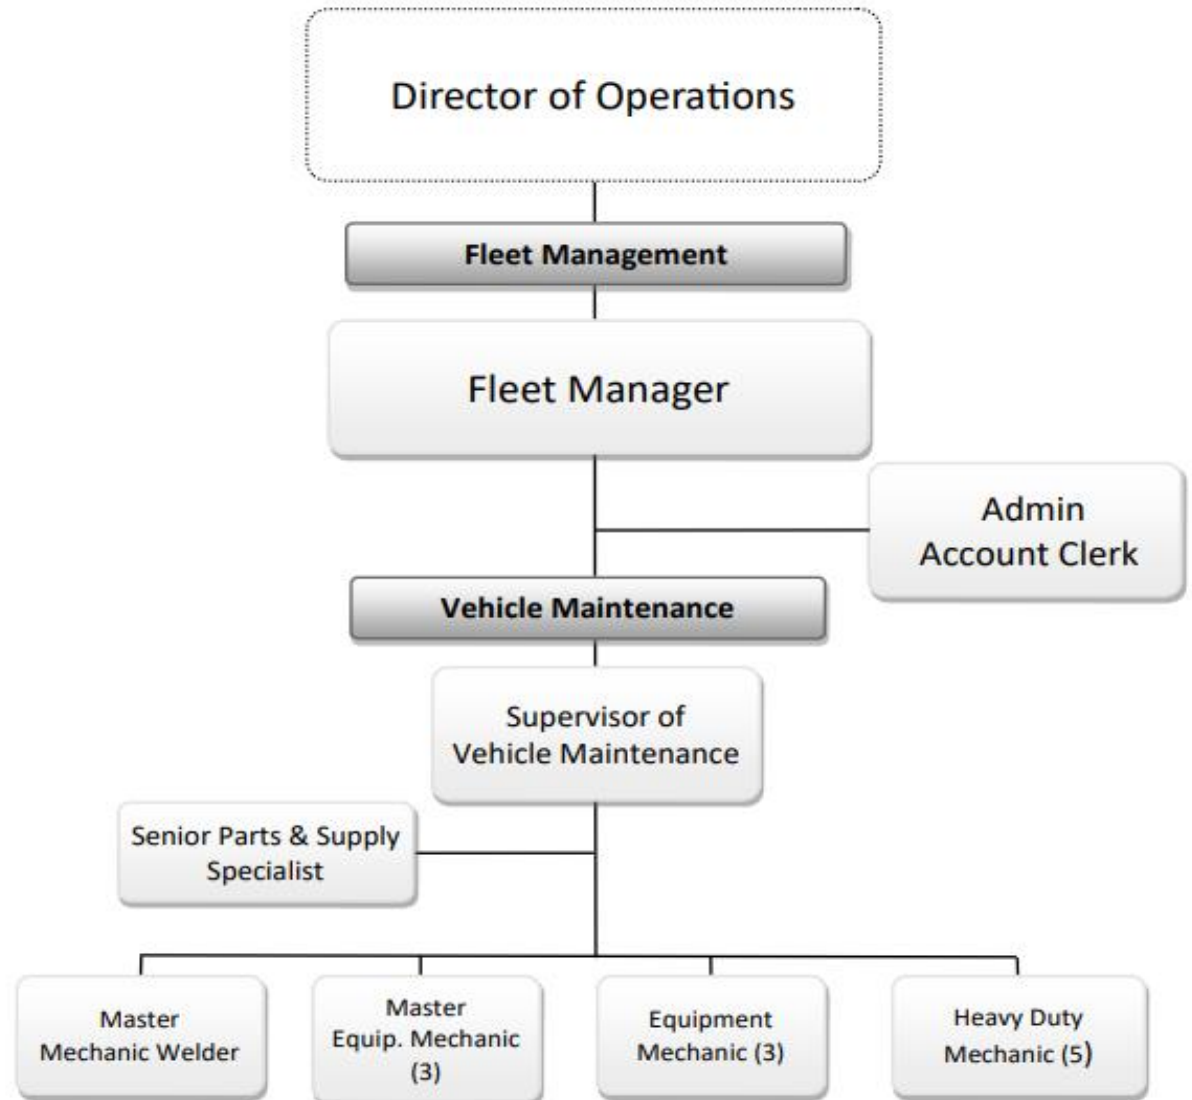 Director of Operations
Fleet Management
Fleet Manager
Admin
Account Clerk
Vehicle Maintenance
Supervisor of
Vehicle Maintenance
Senior Parts & Supply
Specialist
Master
Mechanic Welder
Master
Equip. Mechanic
(3)
Equipment
Mechanic (3)
Heavy Duty
Mechanic (5)